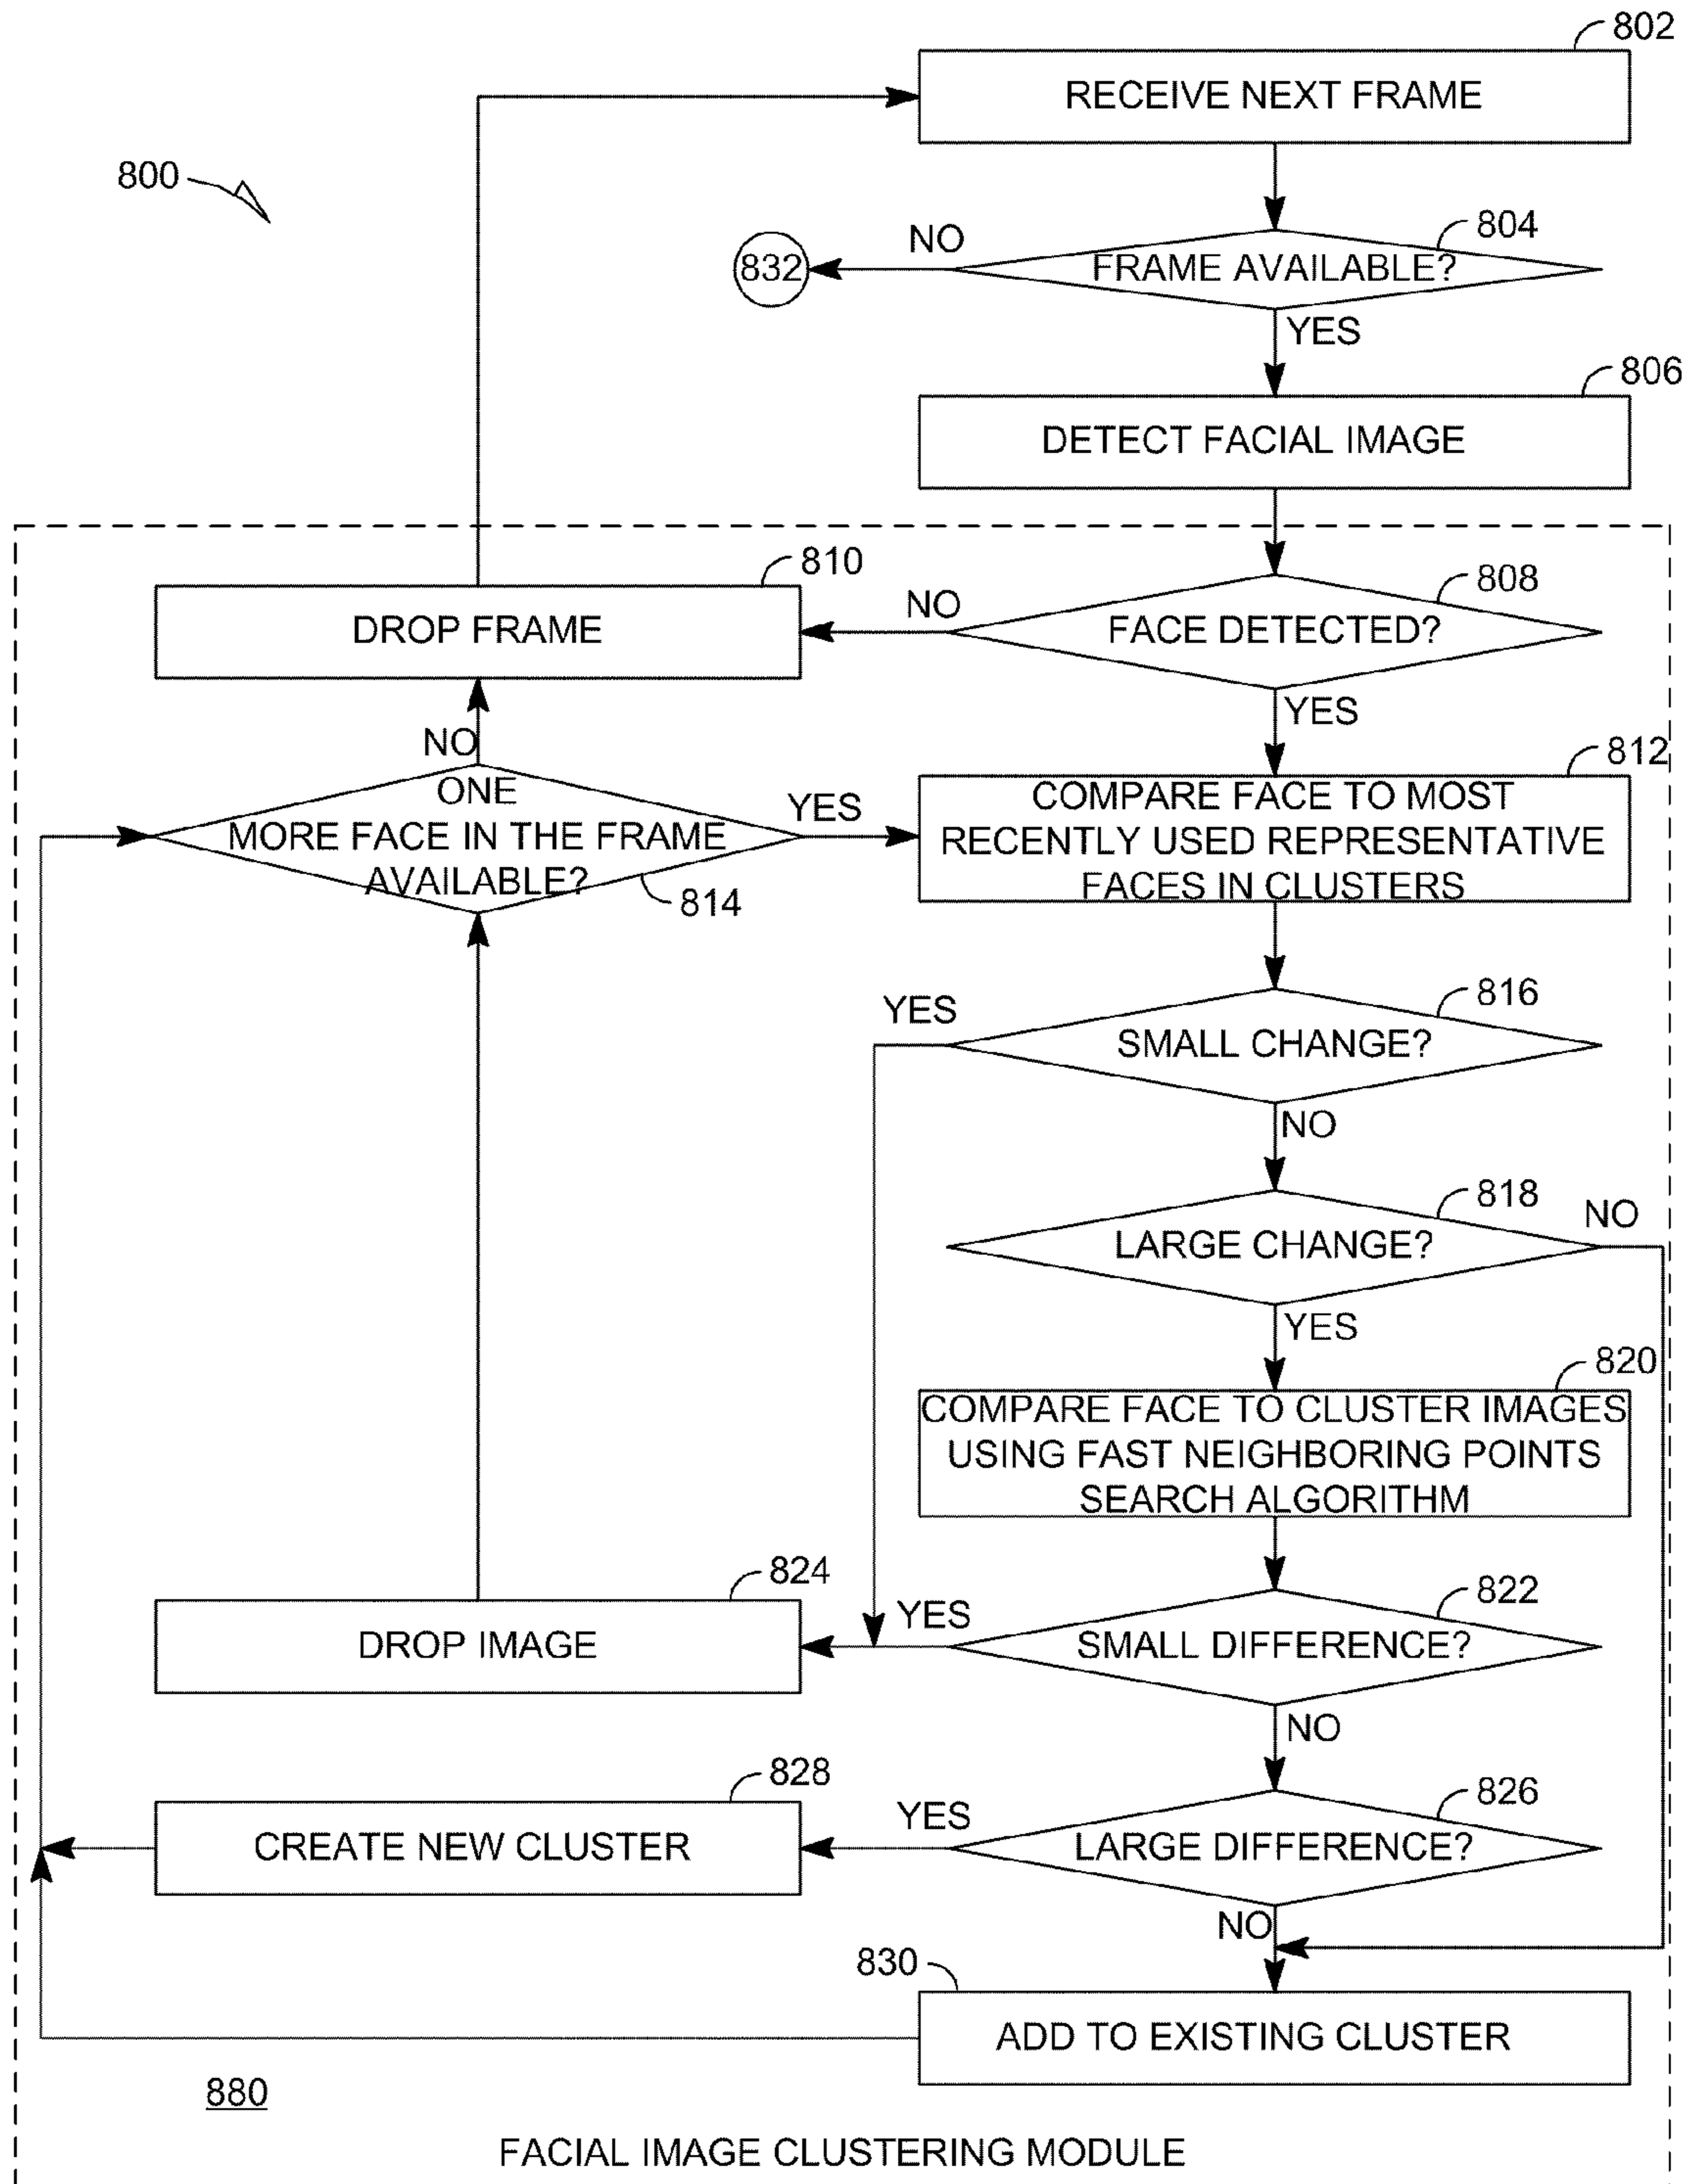 802
RECEIVE NEXT FRAME
800
804
NO
832
FRAME AVAILABLE?
YES
806
DETECT FACIAL IMAGE
810
808
DROP FRAME
NO
FACE DETECTED?
YES
NO
812
ONE
MORE FACE IN THE FRAME
AVAILABLE?
814
YES
COMPARE FACE TO MOST
RECENTLY USED REPRESENTATIVE
FACES IN CLUSTERS
816
YES
SMALL CHANGE?
NO
818
NO
LARGE CHANGE?
YES
820
COMPARE FACE TO CLUSTER IMAGES
USING FAST NEIGHBORING POINTS
SEARCH ALGORITHM
824
822
DROP IMAGE
YES
SMALL DIFFERENCE?
NO
828
826
CREATE NEW CLUSTER
YES
LARGE DIFFERENCE?
NO
830
ADD TO EXISTING CLUSTER
880
FACIAL IMAGE CLUSTERING MODULE